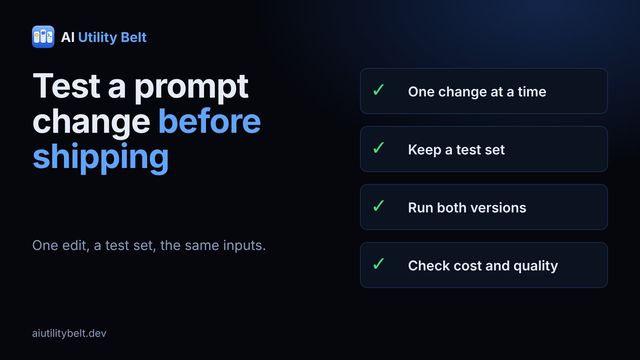 AI Utility Belt
Test a prompt
change before
shipping
One edit, a test set, the same inputs.
aiutilitybelt.dev
✓ One change at a time
✓ Keep a test set
✓ Run both versions
✓ Check cost and quality